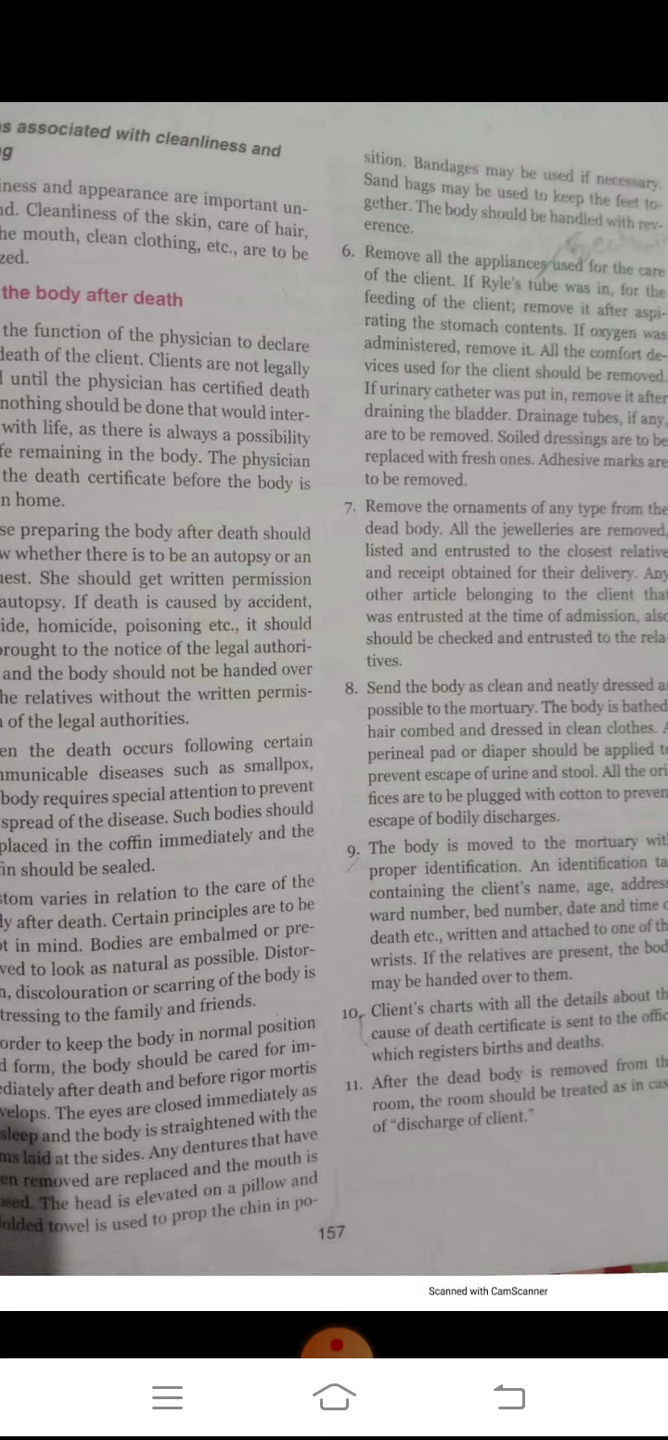 s associated with cleanliness and
g
iness and appearance are important un-
nd. Cleanliness of the skin, care of hair,
he mouth, clean clothing, etc., are to be
zed.
the body after death
the function of the physician to declare
death of the client. Clients are not legally
l until the physician has certified death
nothing should be done that would inter-
with life, as there is always a possibility
fe remaining in the body. The physician
the death certificate before the body is
n home.
se preparing the body after death should
w whether there is to be an autopsy or an
uest. She should get written permission
autopsy. If death is caused by accident,
ide, homicide, poisoning etc., it should
brought to the notice of the legal authori-
and the body should not be handed over
he relatives without the written permis-
n of the legal authorities.
en the death occurs following certain
mmunicable diseases such as smallpox,
body requires special attention to prevent
spread of the disease. Such bodies should
placed in the coffin immediately and the
fin should be sealed.
stom varies in relation to the care of the
ly after death. Certain principles are to be
ot in mind. Bodies are embalmed or pre-
ved to look as natural as possible. Distor-
n, discolouration or scarring of the body is
tressing to the family and friends.
order to keep the body in normal position
d form, the body should be cared for im-
ediately after death and before rigor mortis
velops. The eyes are closed immediately as
sleep and the body is straightened with the
ms laid at the sides. Any dentures that have
en removed are replaced and the mouth is
osed. The head is elevated on a pillow and
folded towel is used to prop the chin in po-
sition. Bandages may be used if necessary.
Sand bags may be used to keep the feet to-
gether. The body should be handled with rev-
erence.
6. Remove all the appliances used for the care
of the client. If Ryle's tube was in, for the
feeding of the client; remove it after aspi-
rating the stomach contents. If oxygen was
administered, remove it. All the comfort de-
vices used for the client should be removed.
If urinary catheter was put in, remove it after
draining the bladder. Drainage tubes, if any,
are to be removed. Soiled dressings are to be
replaced with fresh ones. Adhesive marks are
to be removed.
7. Remove the ornaments of any type from the
dead body. All the jewelleries are removed,
listed and entrusted to the closest relative
and receipt obtained for their delivery. Any
other article belonging to the client that
was entrusted at the time of admission, also
should be checked and entrusted to the rela-
tives.
8. Send the body as clean and neatly dressed as
possible to the mortuary. The body is bathed
hair combed and dressed in clean clothes. A
perineal pad or diaper should be applied to
prevent escape of urine and stool. All the ori
fices are to be plugged with cotton to preven
escape of bodily discharges.
9. The body is moved to the mortuary wit
proper identification. An identification ta
containing the client's name, age, address
ward number, bed number, date and time o
death etc., written and attached to one of th
wrists. If the relatives are present, the bod
may be handed over to them.
10. Client's charts with all the details about th
cause of death certificate is sent to the offic
which registers births and deaths.
11. After the dead body is removed from th
room, the room should be treated as in cas
of "discharge of client."
157
Scanned with CamScanner